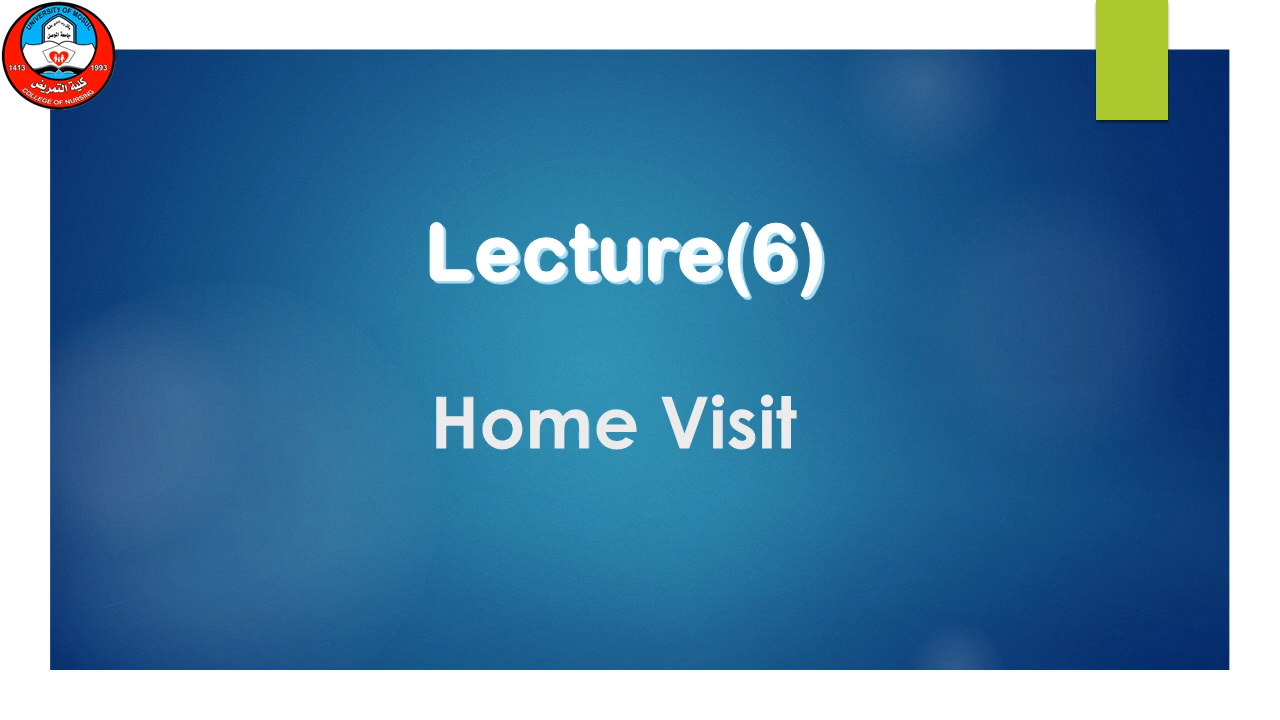 UNIVERSITY OF MOSUL
جامعة الموصل
1413
1993
كلية التمريض
COLLEGE OF NURSING
Lecture(6)
Home Visit